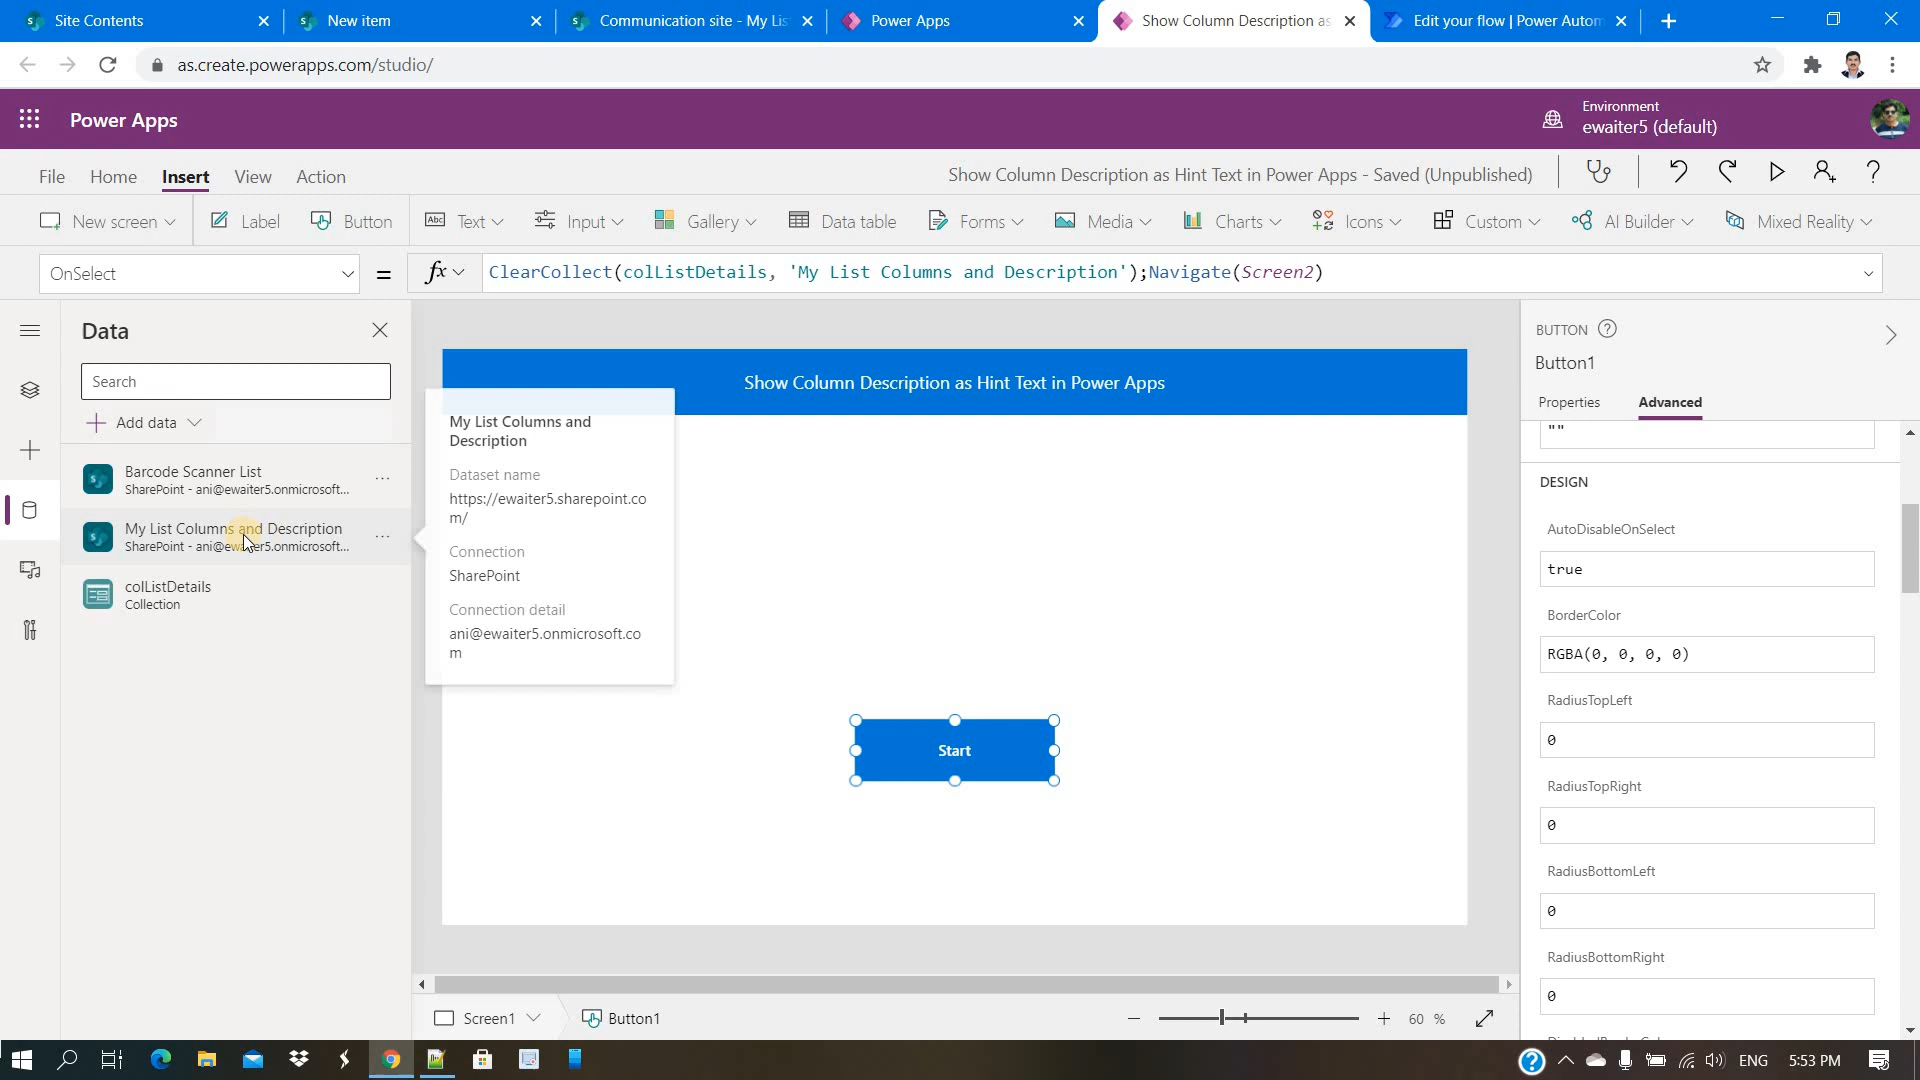 Site Contents
New item
Communication site - My Lis
Power Apps
Show Column Description as
Edit your flow | Power Autom
as.create.powerapps.com/studio/
Power Apps
Environment
ewaiter5 (default)
File Home Insert View Action
Show Column Description as Hint Text in Power Apps - Saved (Unpublished)
New screen Label Button Text Input Gallery Data table Forms Media Charts Icons Custom AI Builder Mixed Reality
OnSelect = fx ClearCollect(colListDetails, 'My List Columns and Description');Navigate(Screen2)
Data
Search
Add data
Barcode Scanner List
SharePoint - ani@ewaiter5.onmicrosoft...
My List Columns and Description
SharePoint - ani@ewaiter5.onmicrosoft...
colListDetails
Collection
My List Columns and
Description
Dataset name
https://ewaiter5.sharepoint.co
m/
Connection
SharePoint
Connection detail
ani@ewaiter5.onmicrosoft.co
m
Show Column Description as Hint Text in Power Apps
Start
BUTTON
Button1
Properties Advanced
""
DESIGN
AutoDisableOnSelect
true
BorderColor
RGBA(0, 0, 0, 0)
RadiusTopLeft
0
RadiusTopRight
0
RadiusBottomLeft
0
RadiusBottomRight
0
Screen1 Button1
60 %
ENG 5:53 PM